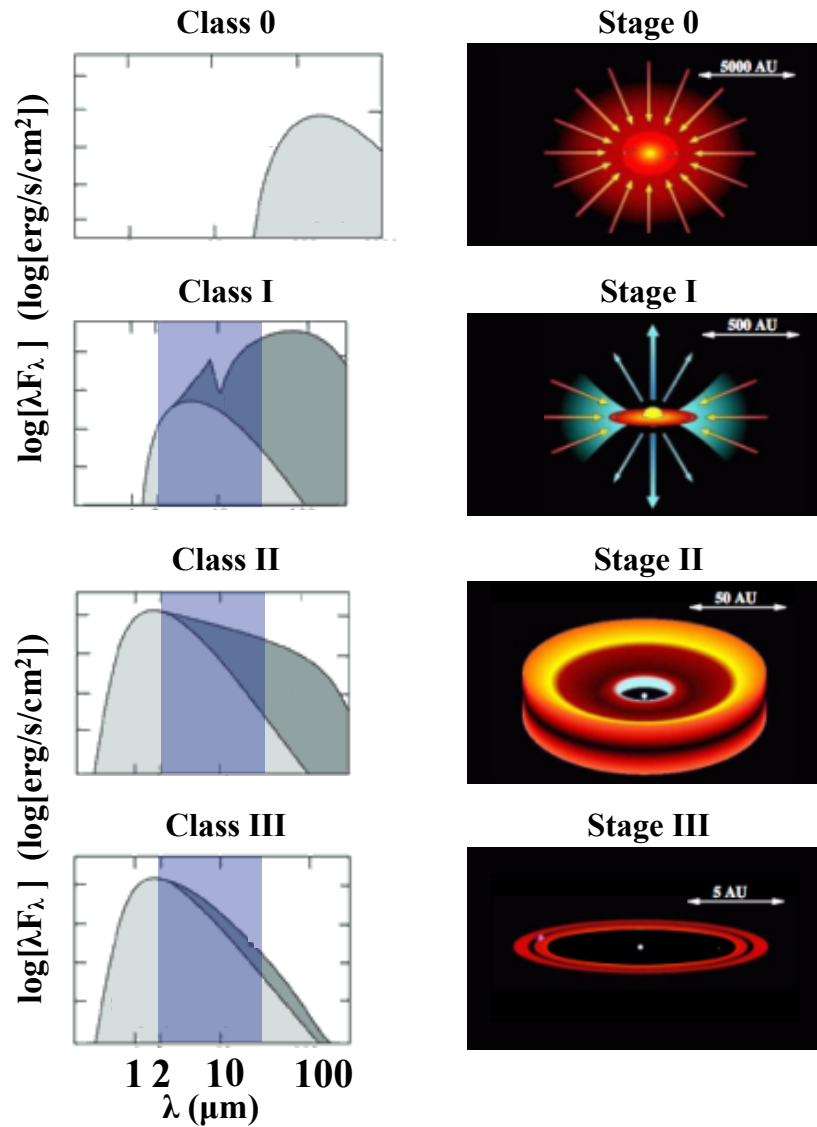 Class 0
Stage 0
5000 AU
log[λFλ] (log[erg/s/cm²])
Class I
Stage I
500 AU
Class II
Stage II
50 AU
log[λFλ] (log[erg/s/cm²])
Class III
Stage III
5 AU
1 2 10 100
λ (μm)